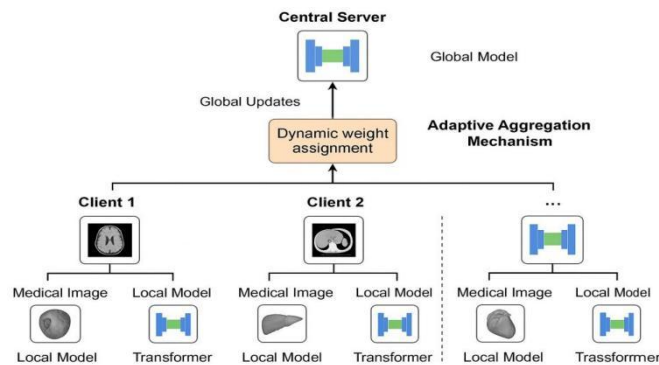 Central Server
Global Model
Global Updates
Dynamic weight
assignment
Adaptive Aggregation
Mechanism
Client 1
Client 2
...
Medical Image
Local Model
Medical Image
Local Model
Medical Image
Local Model
Local Model
Transformer
Local Model
Transformer
Local Model
Trassformer